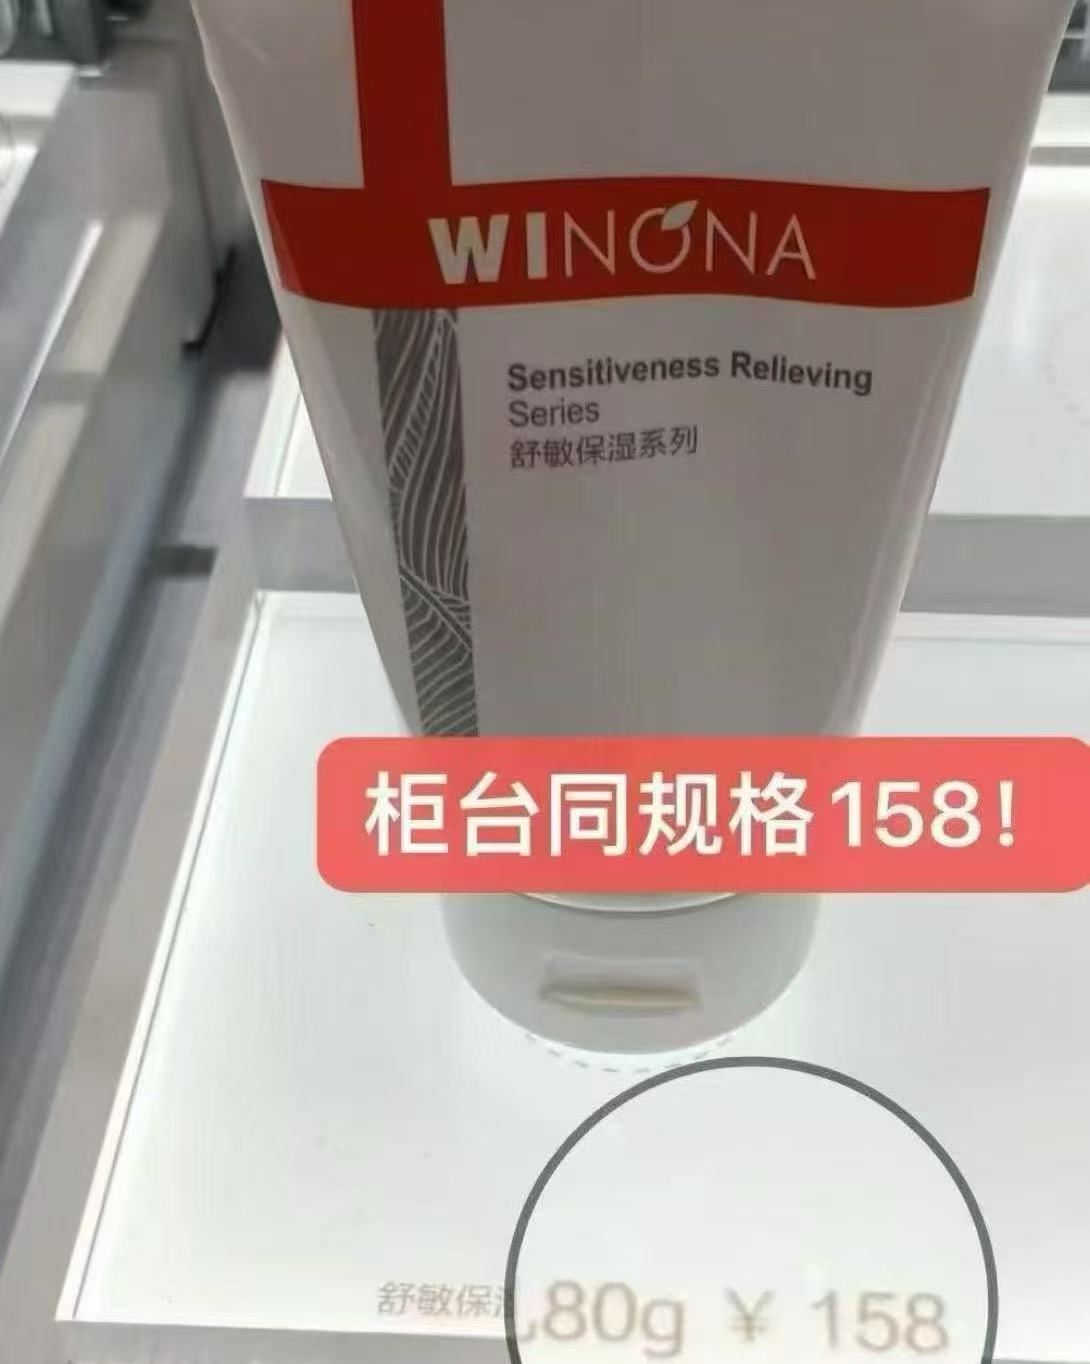 WINONA
Sensitiveness Relieving
Series
舒敏保湿系列
柜台同规格158!
舒敏保
80g ¥ 158